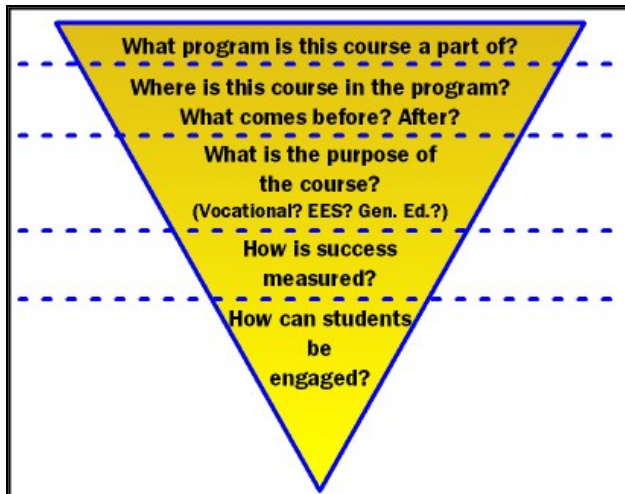 What program is this course a part of?
Where is this course in the program?
What comes before? After?
What is the purpose of
the course?
(Vocational? EES? Gen. Ed.?)
How is success
measured?
How can students
be
engaged?